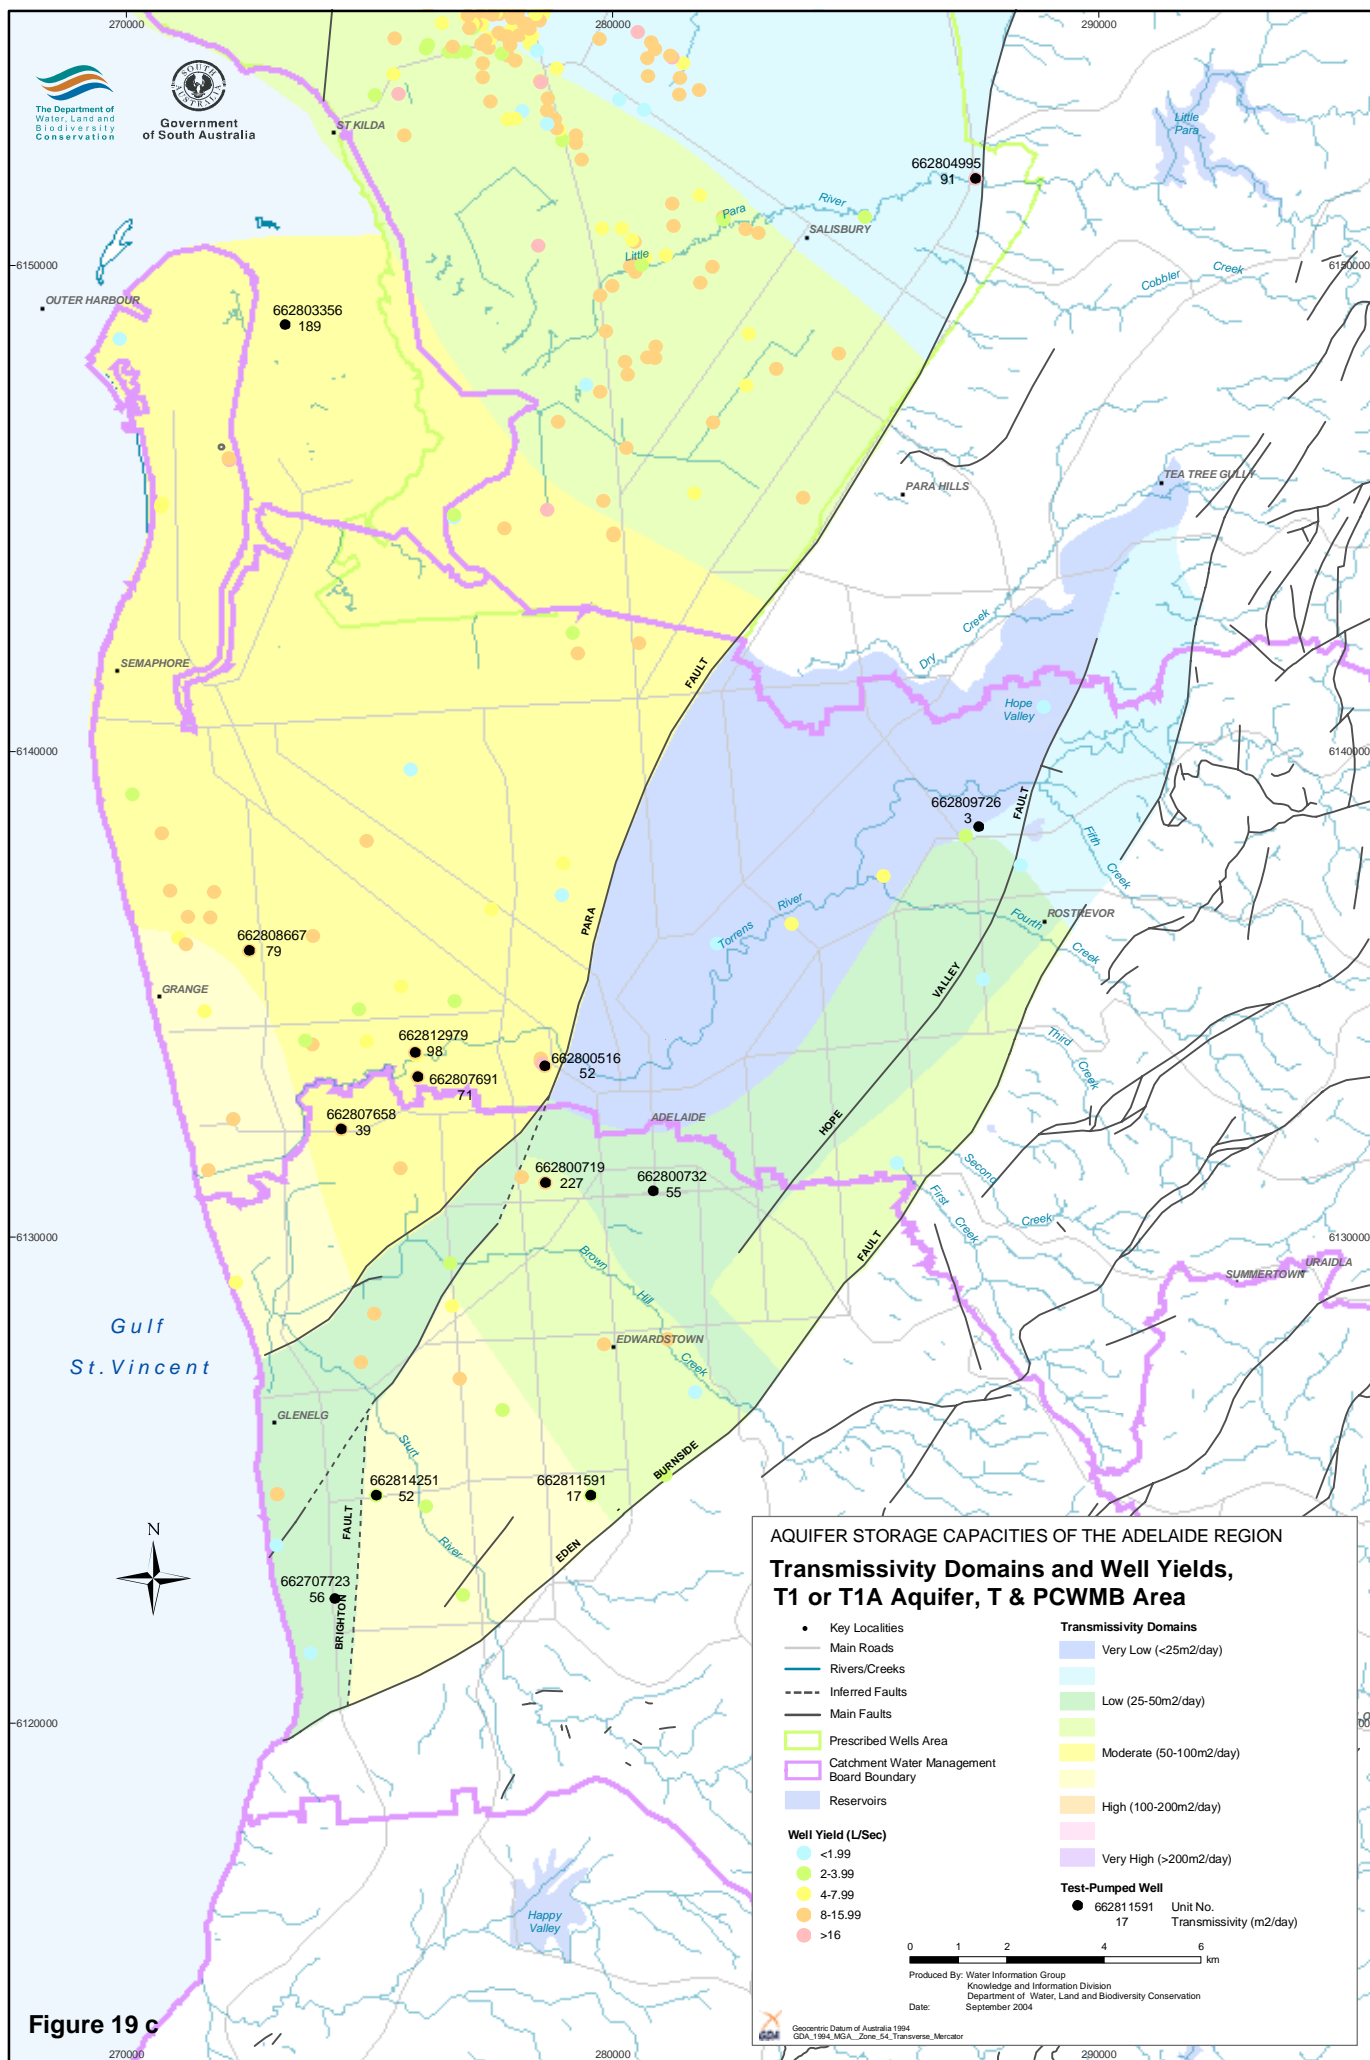 270000
280000
290000
The Department of
Water, Land and
Biodiversity
Conservation
SOUTH
AUSTRALIA
Government
of South Australia
ST KILDA
Little
Para
662804995
91
Little
Para
River
SALISBURY
6150000
6150000
Cobbler
Creek
OUTER HARBOUR
662803356
189
PARA HILLS
TEA TREE GULLY
Dry
Creek
SEMAPHORE
FAULT
Hope
Valley
6140000
6140000
662809726
3
FAULT
Fifth
Creek
PARA
Torrens
River
Fourth
Creek
ROSTREVOR
662808667
79
GRANGE
VALLEY
662812979
98
662800516
52
Third
Creek
662807691
71
662807658
39
ADELAIDE
HOPE
662800719
227
662800732
55
Second
Creek
First
Creek
6130000
6130000
Brown
Hill
Creek
FAULT
SUMMERTOWN
URAIDLA
Gulf
St. Vincent
EDWARDSTOWN
GLENELG
Sturt
River
BURNSIDE
662814251
52
662811591
17
FAULT
EDEN
N
662707723
56
BRIGHTON
6120000
Happy
Valley
AQUIFER STORAGE CAPACITIES OF THE ADELAIDE REGION
Transmissivity Domains and Well Yields,
T1 or T1A Aquifer, T & PCWMB Area
Key Localities
Main Roads
Rivers/Creeks
Inferred Faults
Main Faults
Prescribed Wells Area
Catchment Water Management
Board Boundary
Reservoirs
Well Yield (L/Sec)
<1.99
2-3.99
4-7.99
8-15.99
>16
Transmissivity Domains
Very Low (<25m2/day)
Low (25-50m2/day)
Moderate (50-100m2/day)
High (100-200m2/day)
Very High (>200m2/day)
Test-Pumped Well
662811591 Unit No.
17 Transmissivity (m2/day)
0 1 2 4 6
km
Produced By: Water Information Group
Knowledge and Information Division
Department of Water, Land and Biodiversity Conservation
Date: September 2004
GDA
Geocentric Datum of Australia 1994
GDA_1994_MGA__Zone_54_Transverse_Mercator
Figure 19 c
270000
280000
290000